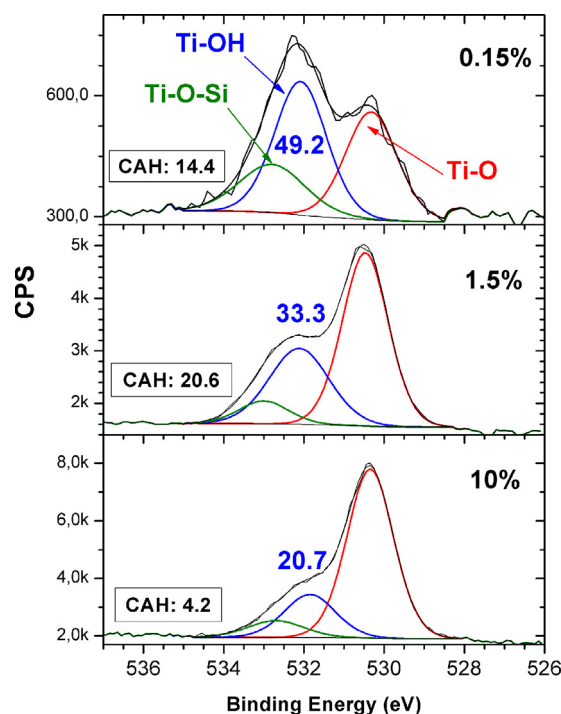 CPS
Ti-OH
Ti-O-Si
0.15%
600,0
49.2
Ti-O
CAH: 14.4
300,0
5k
1.5%
4k
33.3
3k
CAH: 20.6
2k
8,0k
10%
6,0k
20.7
4,0k
CAH: 4.2
2,0k
536 534 532 530 528 526
Binding Energy (eV)